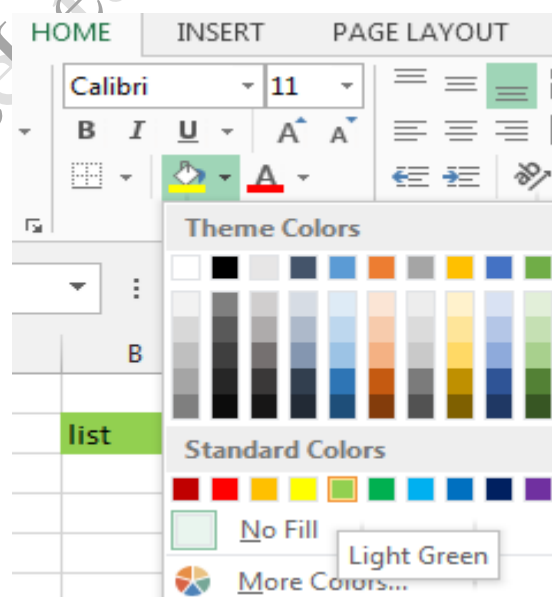 HOME INSERT PAGE LAYOUT
Calibri 11
B I U A A
A
Theme Colors
B
list
Standard Colors
No Fill
Light Green
More Colors...